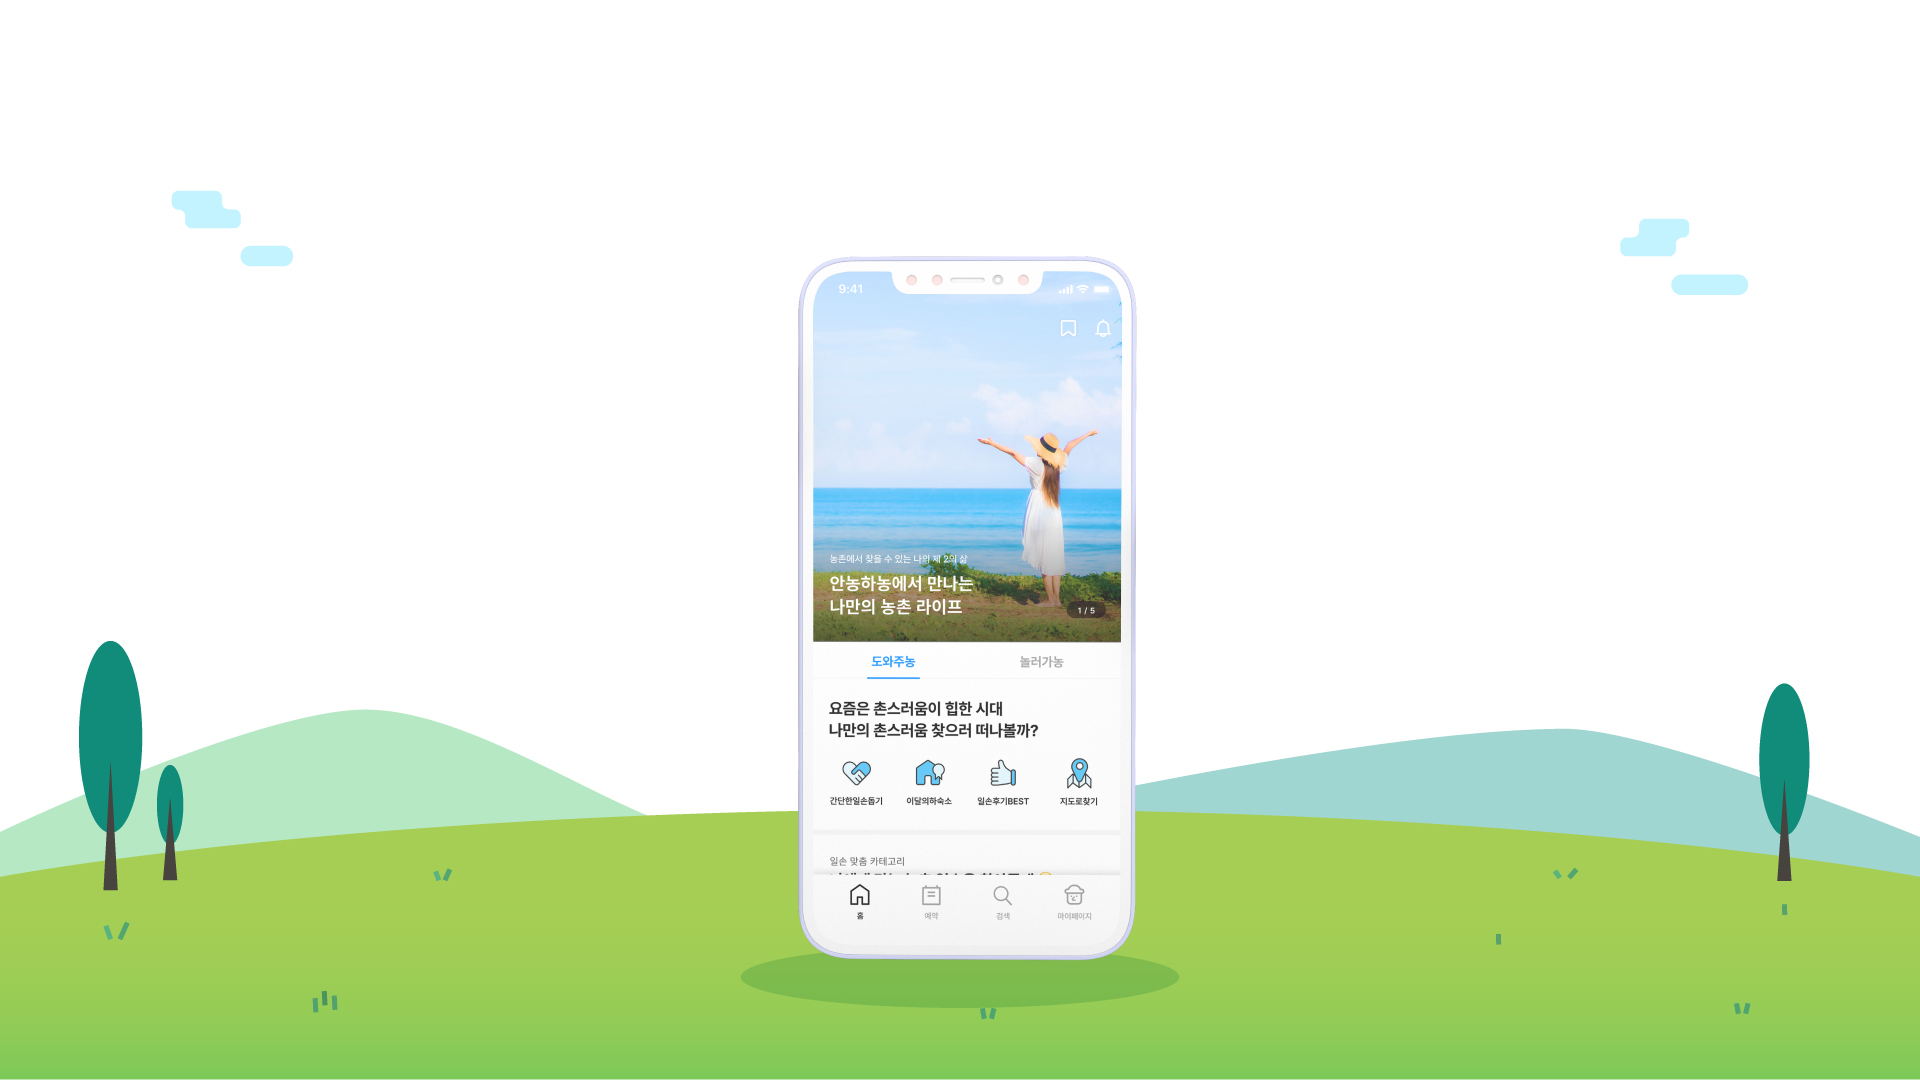 9:41
농촌에서 찾을 수 있는 나의 제 2의 삶
안농하농에서 만나는
나만의 농촌 라이프
1 / 5
도와주농
놀러가농
요즘은 촌스러움이 힙한 시대
나만의 촌스러움 찾으러 떠나볼까?
간단한일손돕기
이달의하숙소
일손후기BEST
지도로찾기
일손 맞춤 카테고리
홈
예약
검색
마이페이지